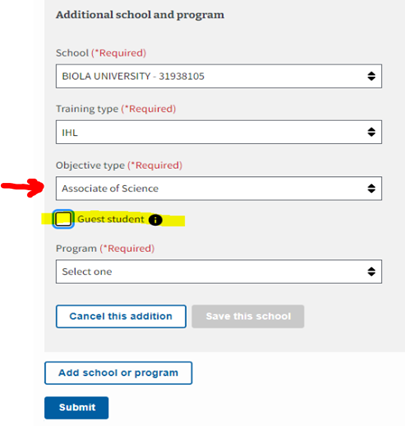 Additional school and program
School (*Required)
BIOLA UNIVERSITY - 31938105
Training type (*Required)
IHL
Objective type (*Required)
Associate of Science
Guest student i
Program (*Required)
Select one
Cancel this addition
Save this school
Add school or program
Submit